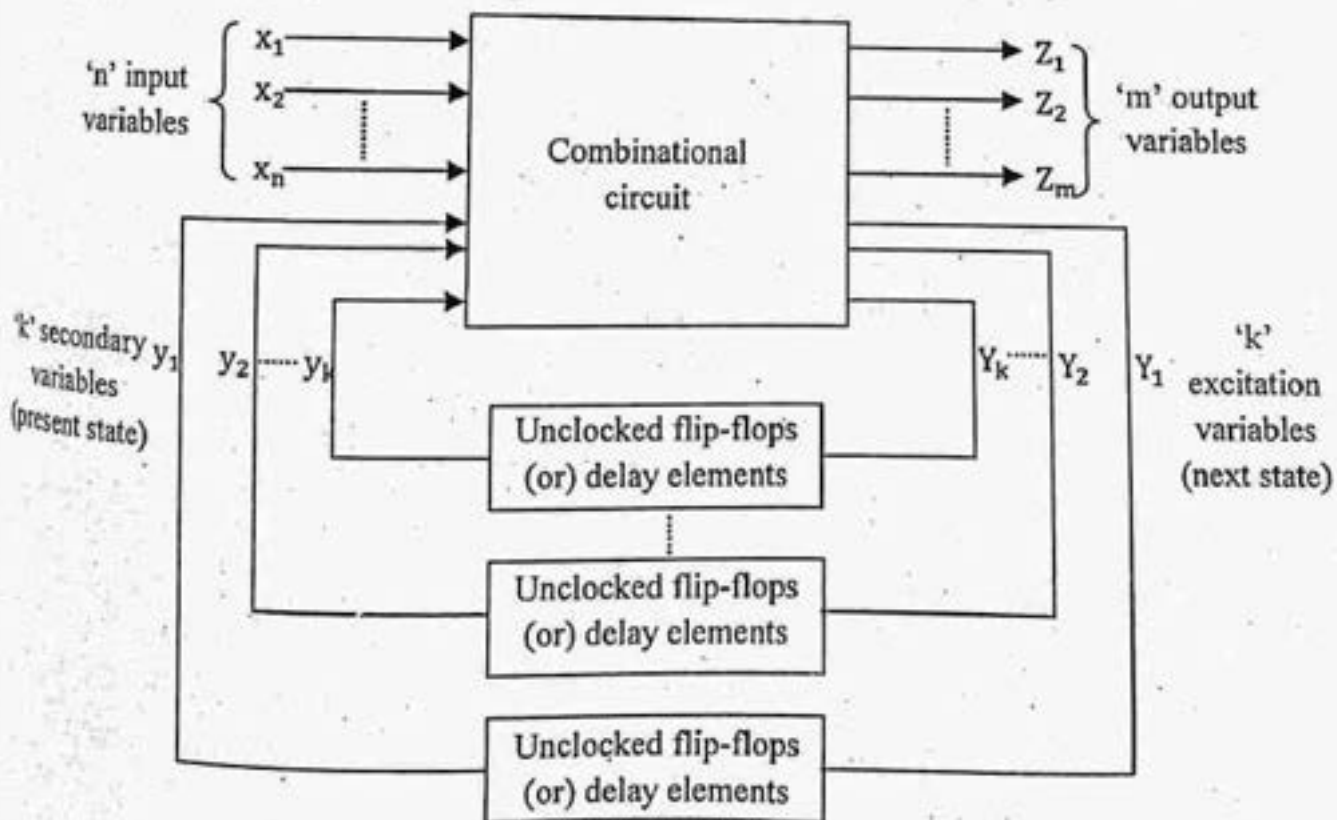 x₁
x₂
xₙ
'n' input
variables
Combinational
circuit
Z₁
Z₂
Zₘ
'm' output
variables
'k' secondary
variables
(present state)
y₁
y₂ ...... yₖ
Yₖ ...... Y₂
Y₁
'k'
excitation
variables
(next state)
Unclocked flip-flops
(or) delay elements
Unclocked flip-flops
(or) delay elements
Unclocked flip-flops
(or) delay elements